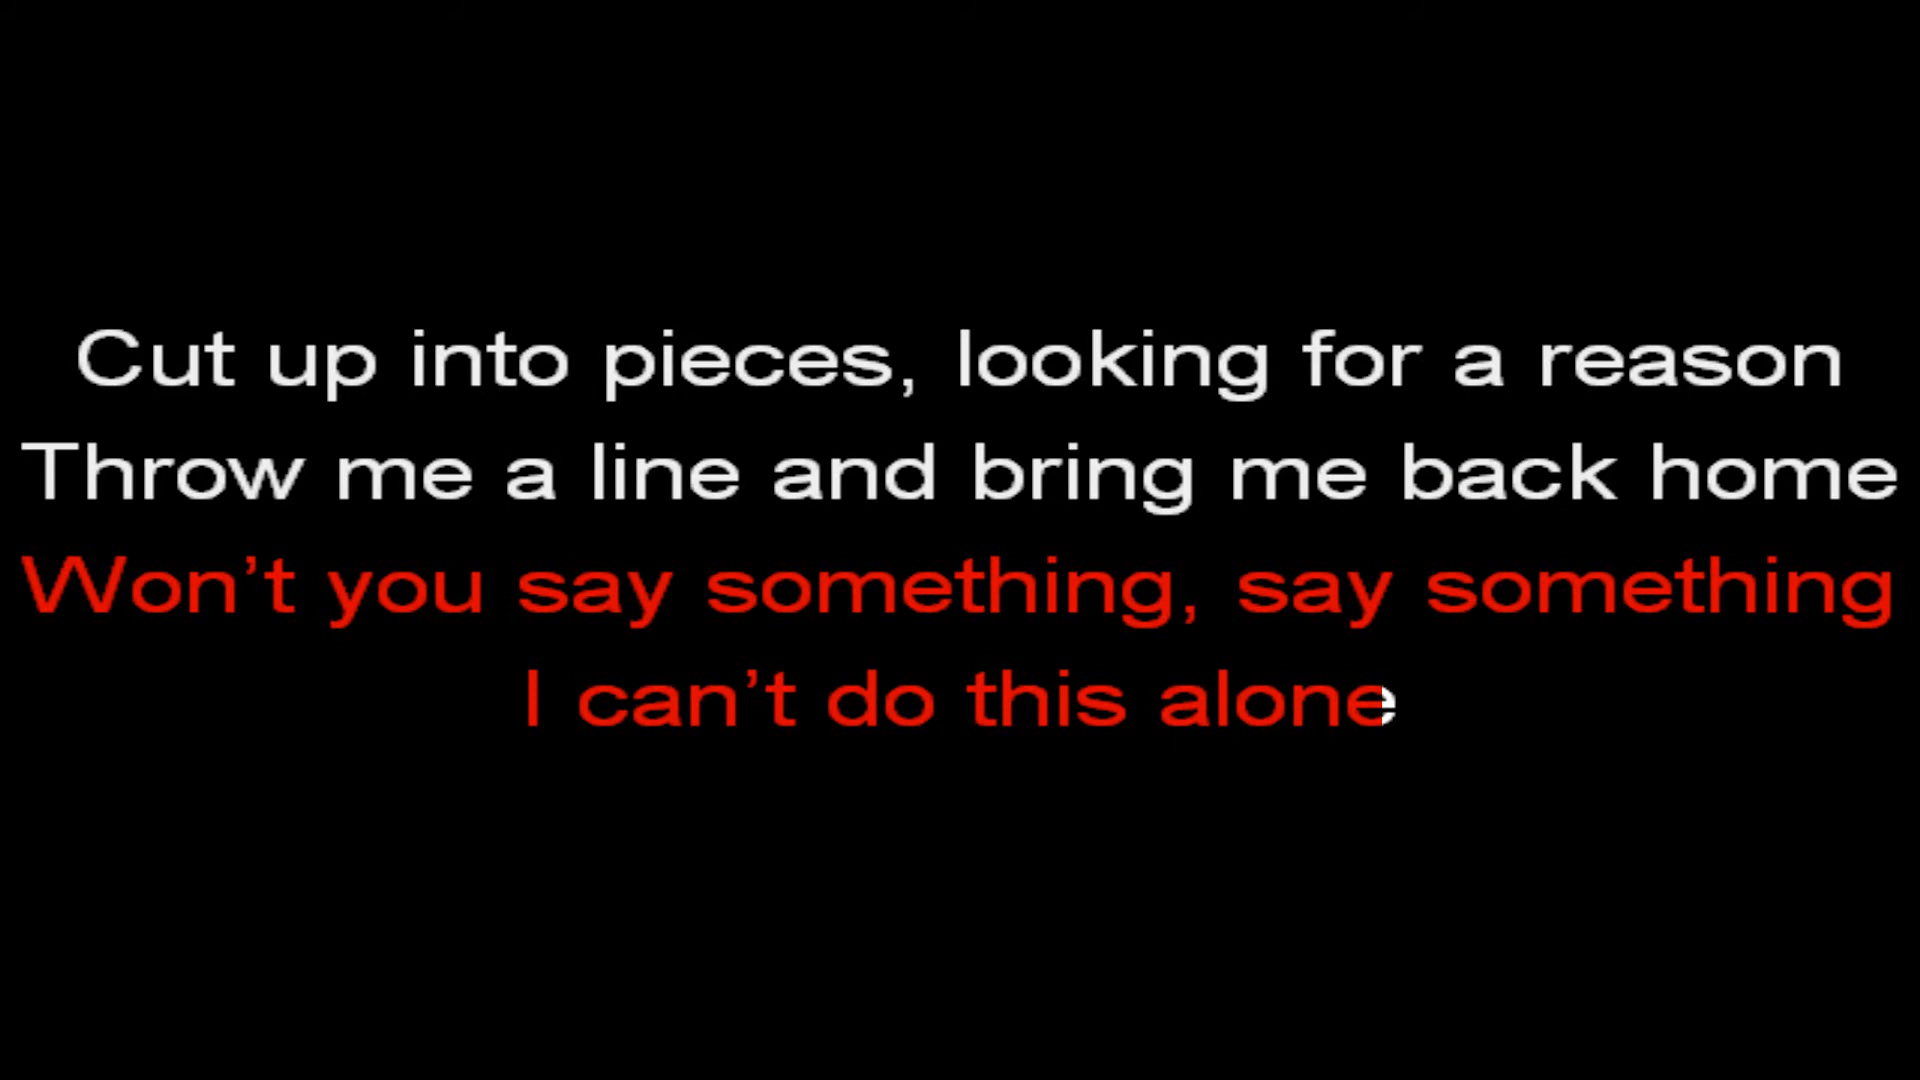 Cut up into pieces, looking for a reason
Throw me a line and bring me back home
Won’t you say something, say something
I can’t do this alone